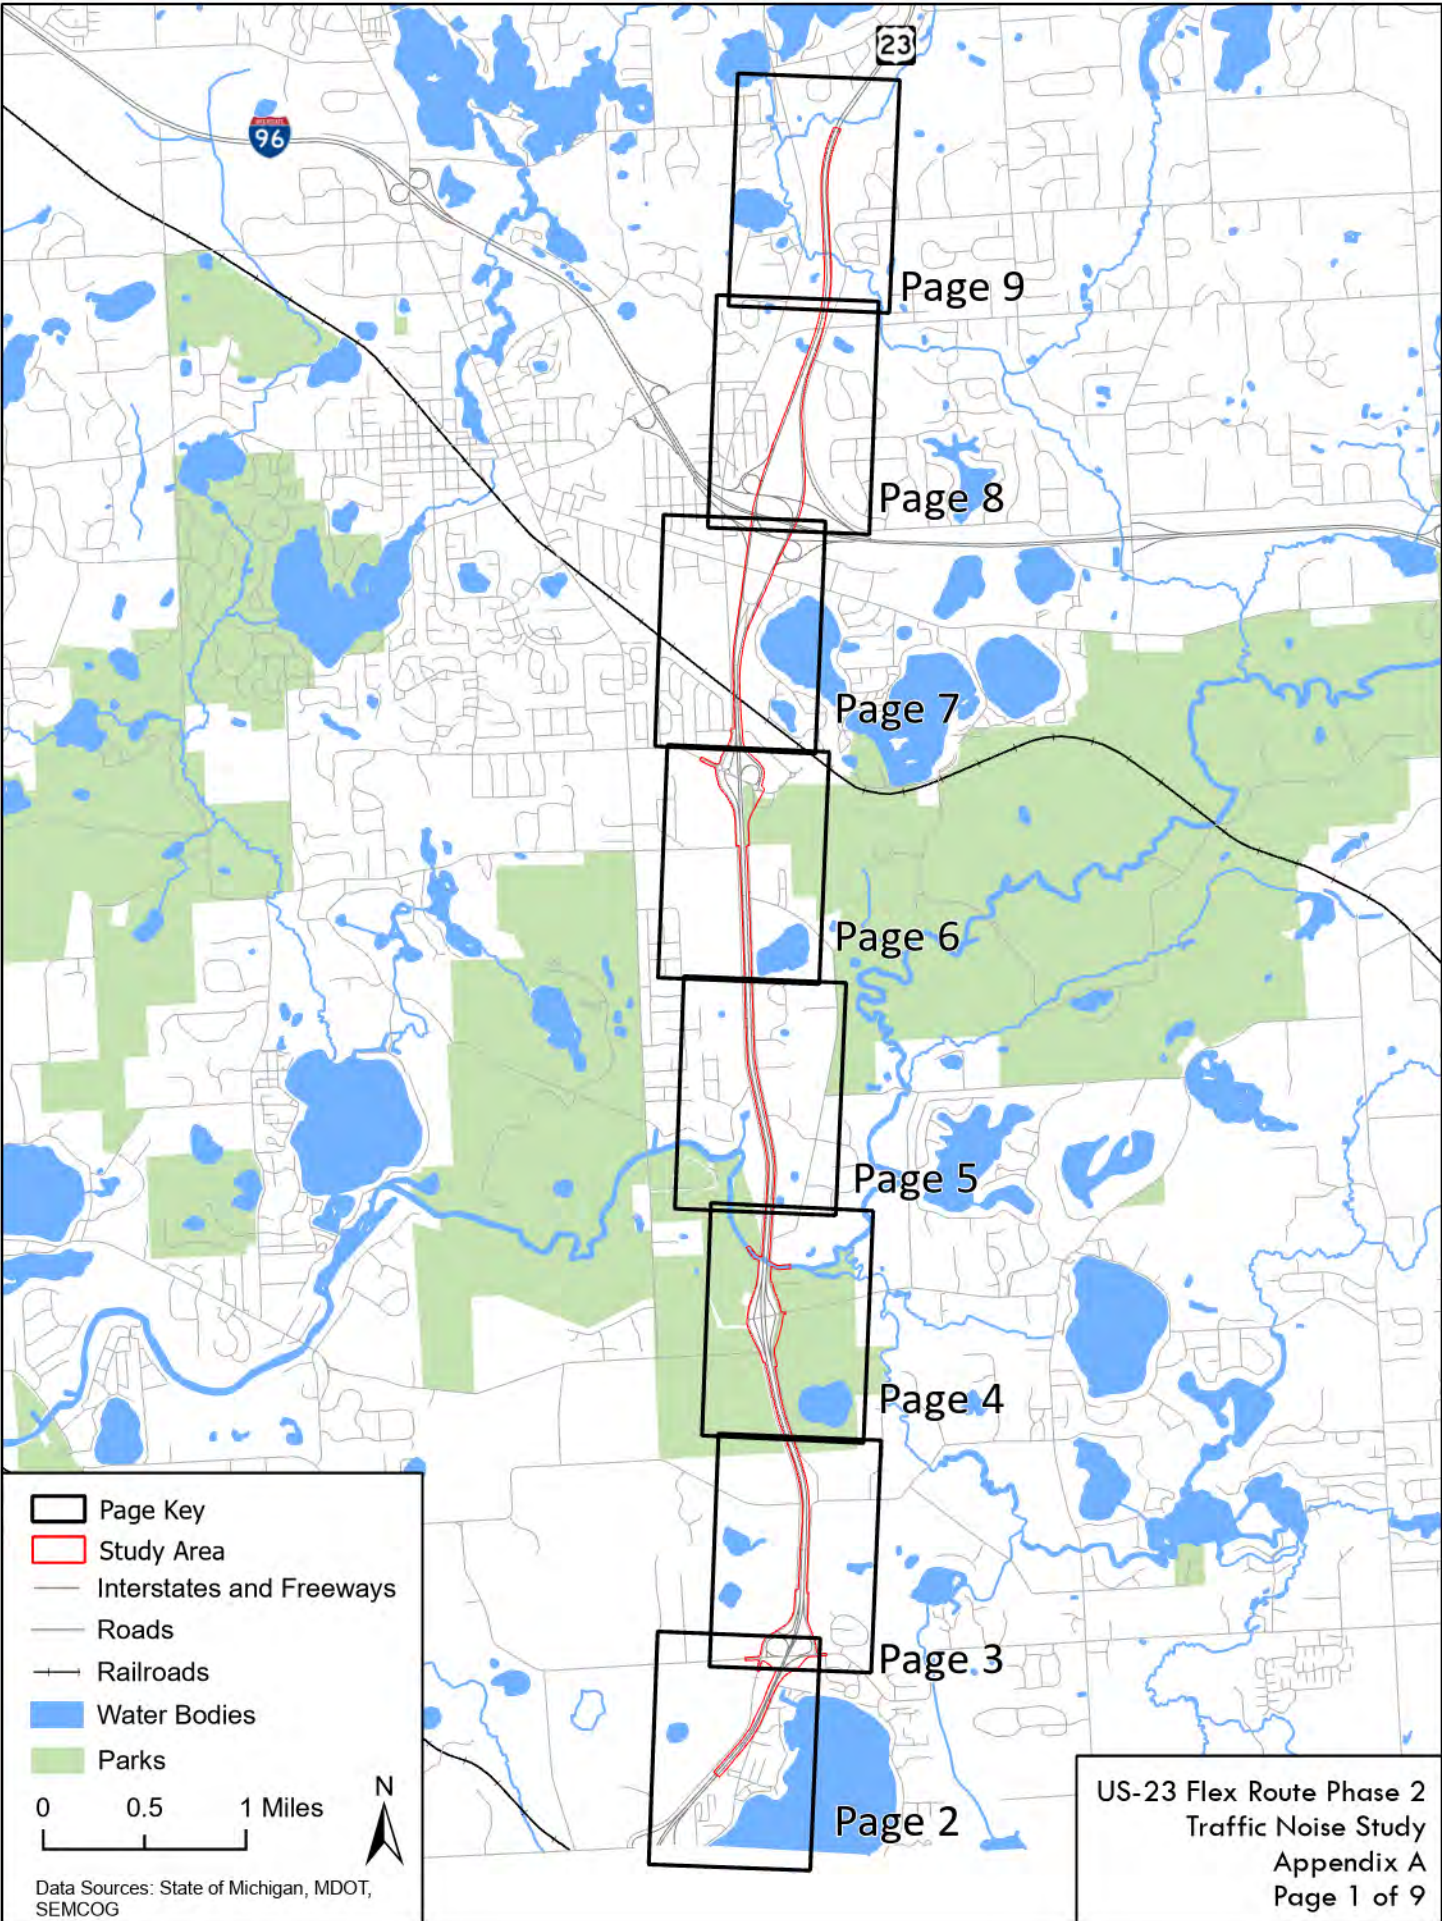 23
INTERSTATE
96
Page 9
Page 8
Page 7
Page 6
Page 5
Page 4
Page 3
Page 2
Page Key
Study Area
Interstates and Freeways
Roads
Railroads
Water Bodies
Parks
N
0 0.5 1 Miles
Data Sources: State of Michigan, MDOT,
SEMCOG
US-23 Flex Route Phase 2
Traffic Noise Study
Appendix A
Page 1 of 9